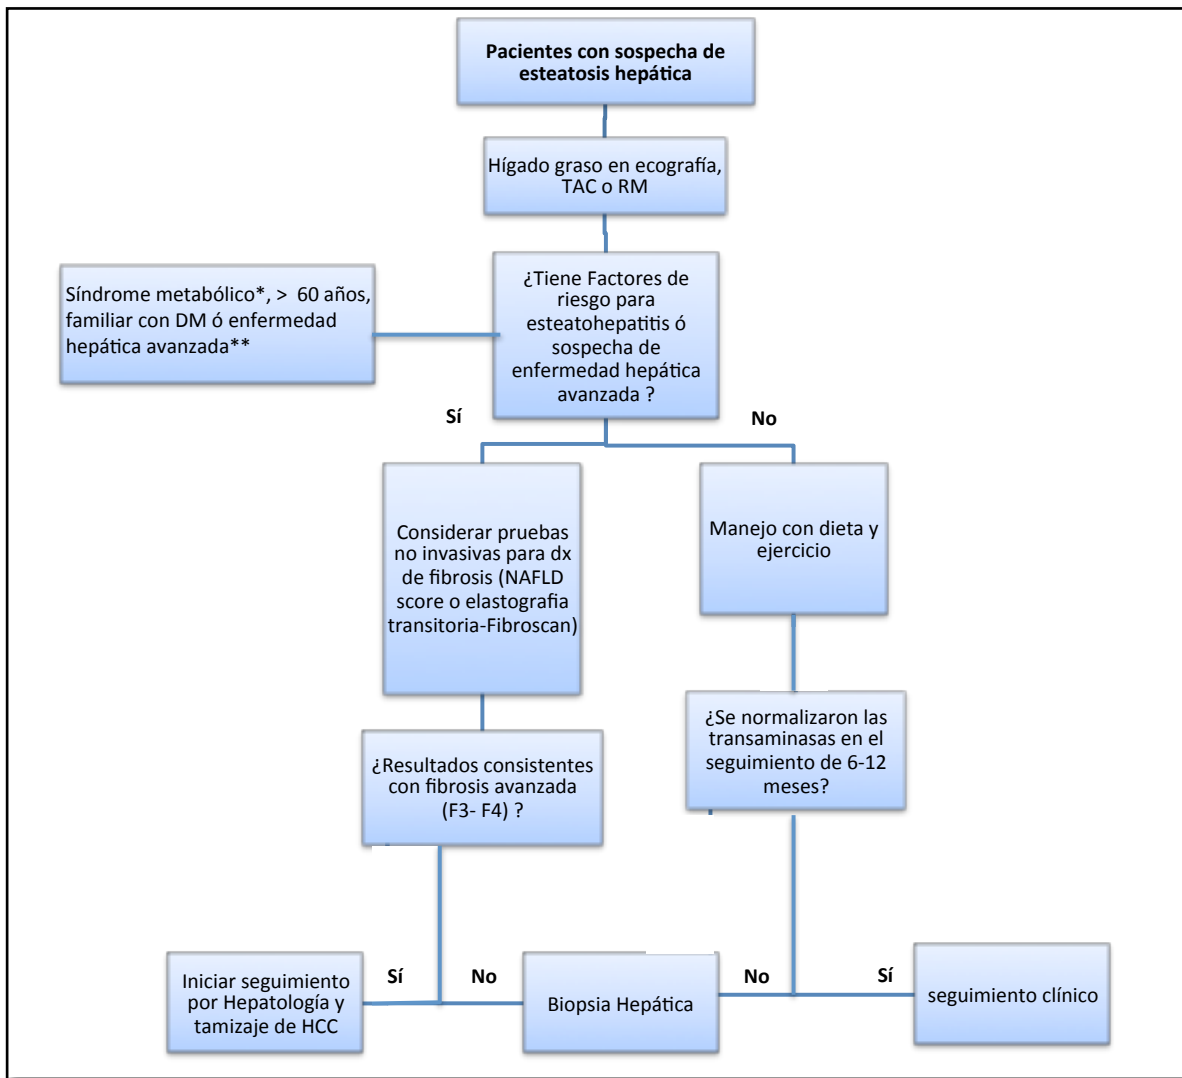 Pacientes con sospecha de
esteatosis hepática
Hígado graso en ecografía,
TAC o RM
Síndrome metabólico*, > 60 años,
familiar con DM ó enfermedad
hepática avanzada**
¿Tiene Factores de
riesgo para
esteatohepatitis ó
sospecha de
enfermedad hepática
avanzada ?
Sí
No
Considerar pruebas
no invasivas para dx
de fibrosis (NAFLD
score o elastografia
transitoria-Fibroscan)
Manejo con dieta y
ejercicio
¿Resultados consistentes
con fibrosis avanzada
(F3- F4) ?
¿Se normalizaron las
transaminasas en el
seguimiento de 6-12
meses?
Iniciar seguimiento
por Hepatología y
tamizaje de HCC
Sí
No
Biopsia Hepática
No
Sí
seguimiento clínico